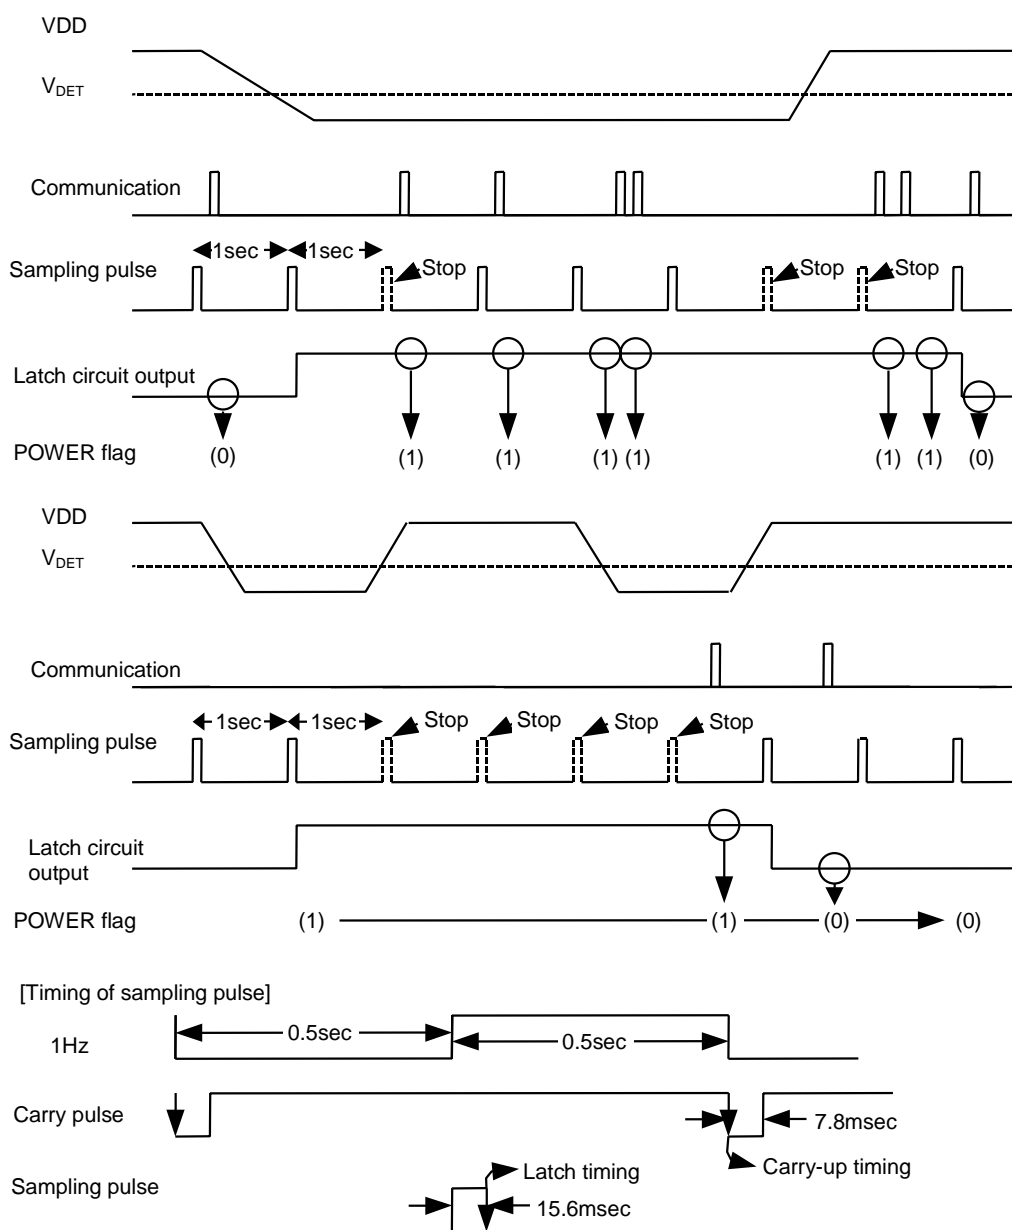 VDD
VDET
Communication
1sec 1sec
Sampling pulse Stop Stop Stop
Latch circuit output
POWER flag (0) (1) (1) (1) (1) (1) (1) (0)
VDD
VDET
Communication
1sec 1sec Stop Stop Stop Stop
Sampling pulse
Latch circuit
output
POWER flag (1) (1) (0) (0)
[Timing of sampling pulse]
1Hz 0.5sec 0.5sec
Carry pulse 7.8msec
Carry-up timing
Latch timing
Sampling pulse
15.6msec